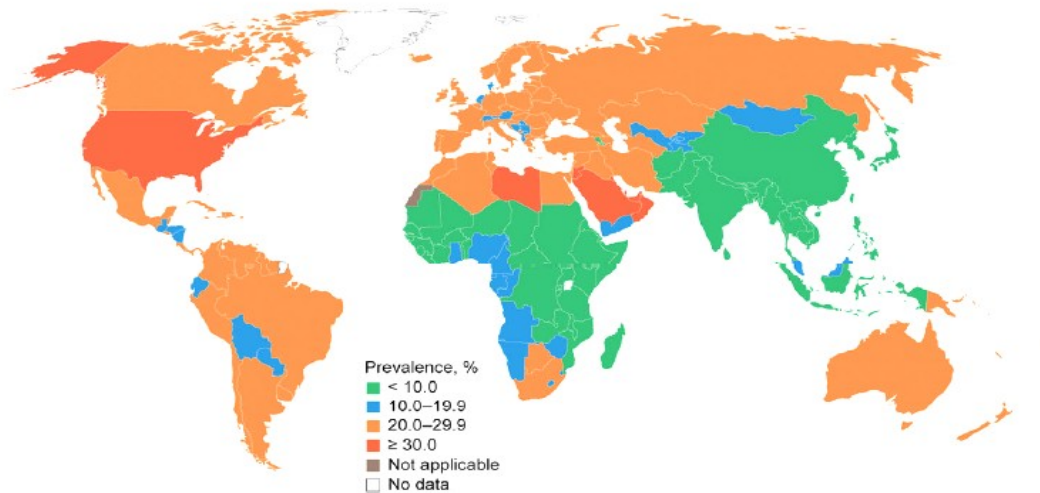 Prevalence, %
< 10.0
10.0–19.9
20.0–29.9
≥ 30.0
Not applicable
No data